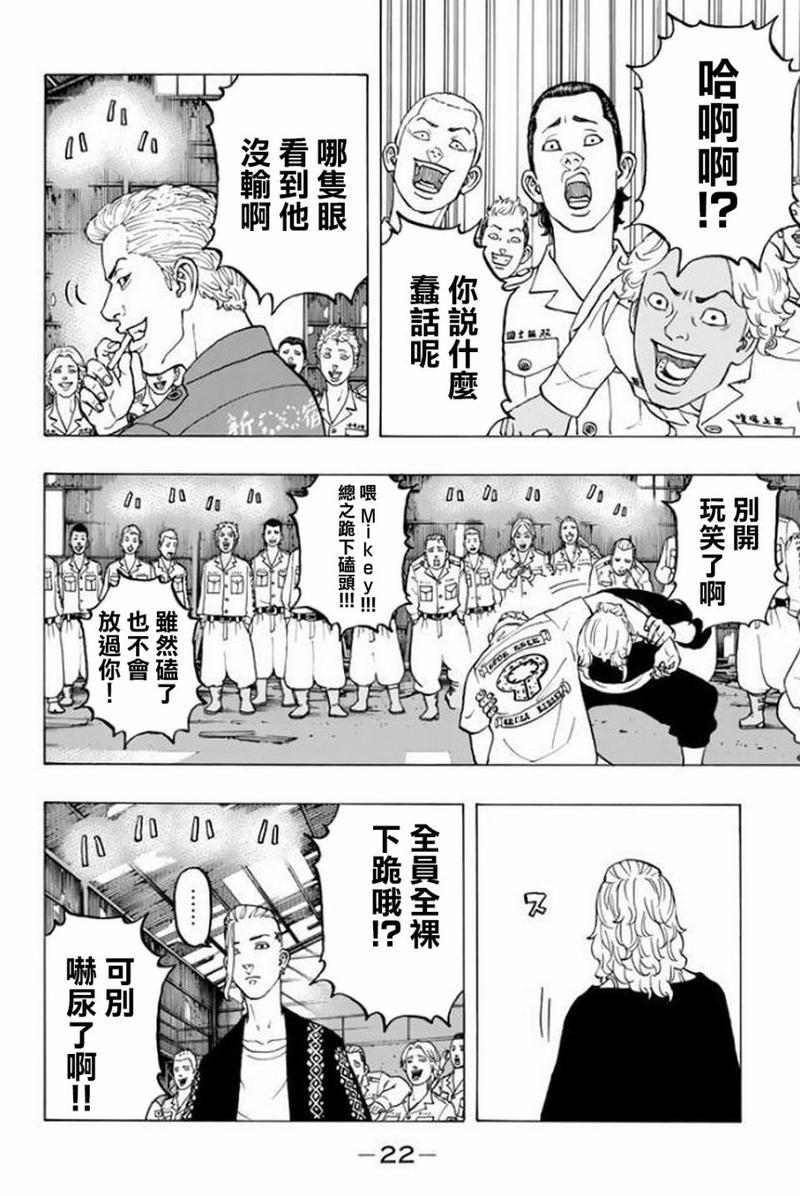 哈啊啊!?
你說什麼
蠢話呢
哪隻眼
看到他
沒輸啊
新宿
別開
玩笑了啊
喂Mikey!!!
總之跪下磕頭!!!
雖然磕了
也不會
放過你！
ス
全員全裸
下跪哦!?
……
可別
嚇尿了啊!!
—22—